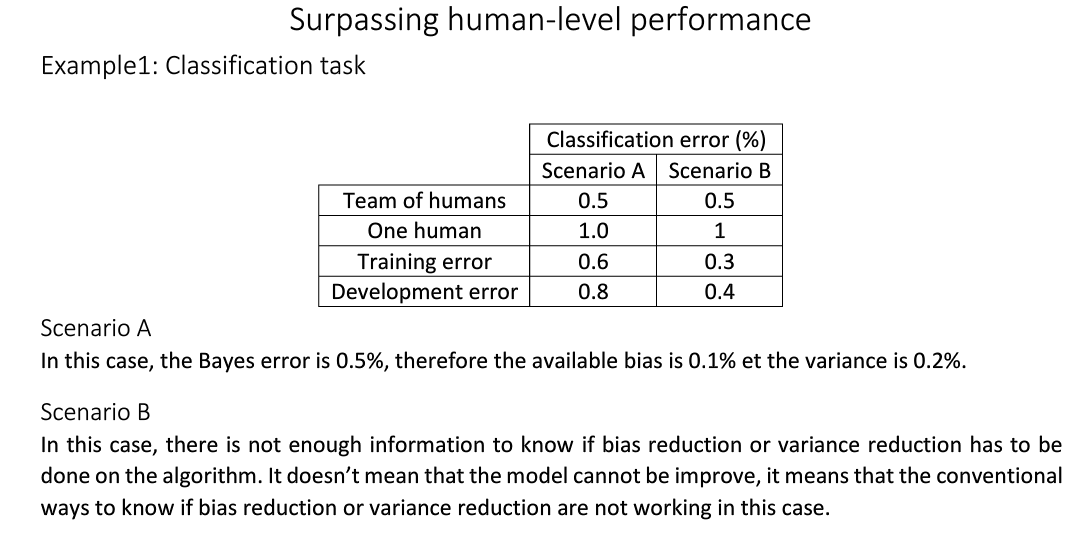 Surpassing human-level performance
Example1: Classification task
Classification error (%)
Scenario A Scenario B
Team of humans 0.5 0.5
One human 1.0 1
Training error 0.6 0.3
Development error 0.8 0.4
Scenario A
In this case, the Bayes error is 0.5%, therefore the available bias is 0.1% et the variance is 0.2%.
Scenario B
In this case, there is not enough information to know if bias reduction or variance reduction has to be
done on the algorithm. It doesn’t mean that the model cannot be improve, it means that the conventional
ways to know if bias reduction or variance reduction are not working in this case.